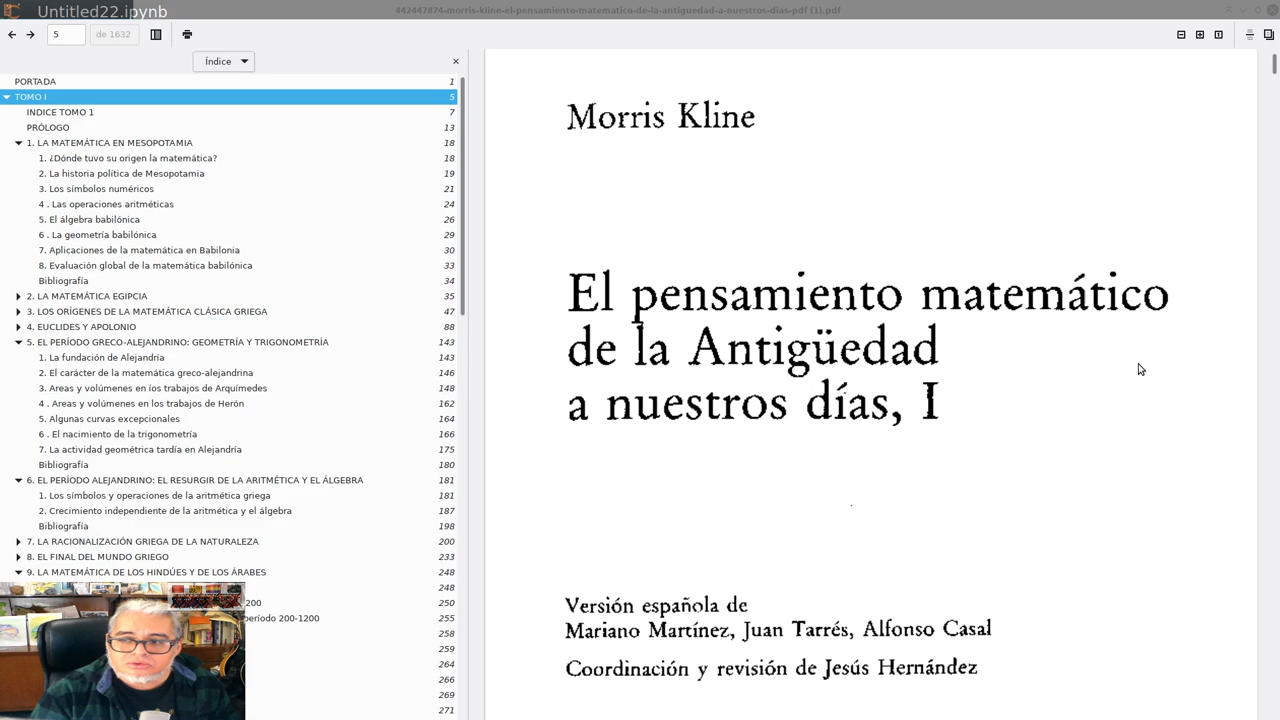 Untitled22.ipynb
442447874-morris-kline-el-pensamiento-matematico-de-la-antiguedad-a-nuestros-dias-pdf (1).pdf
5 de 1632
Índice
PORTADA 1
TOMO I 5
INDICE TOMO 1 7
PRÓLOGO 13
1. LA MATEMÁTICA EN MESOPOTAMIA 18
1. ¿Dónde tuvo su origen la matemática? 18
2. La historia política de Mesopotamia 19
3. Los símbolos numéricos 21
4 . Las operaciones aritméticas 24
5. El álgebra babilónica 26
6 . La geometría babilónica 29
7. Aplicaciones de la matemática en Babilonia 30
8. Evaluación global de la matemática babilónica 33
Bibliografía 34
2. LA MATEMÁTICA EGIPCIA 35
3. LOS ORÍGENES DE LA MATEMÁTICA CLÁSICA GRIEGA 47
4. EUCLIDES Y APOLONIO 88
5. EL PERÍODO GRECO-ALEJANDRINO: GEOMETRÍA Y TRIGONOMETRÍA 143
1. La fundación de Alejandría 143
2. El carácter de la matemática greco-alejandrina 146
3. Areas y volúmenes en íos trabajos de Arquímedes 148
4 . Areas y volúmenes en los trabajos de Herón 162
5. Algunas curvas excepcionales 164
6 . El nacimiento de la trigonometría 166
7. La actividad geométrica tardía en Alejandría 175
Bibliografía 180
6. EL PERÍODO ALEJANDRINO: EL RESURGIR DE LA ARITMÉTICA Y EL ÁLGEBRA 181
1. Los símbolos y operaciones de la aritmética griega 181
2. Crecimiento independiente de la aritmética y el álgebra 187
Bibliografía 198
7. LA RACIONALIZACIÓN GRIEGA DE LA NATURALEZA 200
8. EL FINAL DEL MUNDO GRIEGO 233
9. LA MATEMÁTICA DE LOS HINDÚES Y DE LOS ÁRABES 248
248
200 250
período 200-1200 255
258
259
264
266
269
271
Morris Kline
El pensamiento matemático
de la Antigüedad
a nuestros días, I
Versión española de
Mariano Martínez, Juan Tarrés, Alfonso Casal
Coordinación y revisión de Jesús Hernández